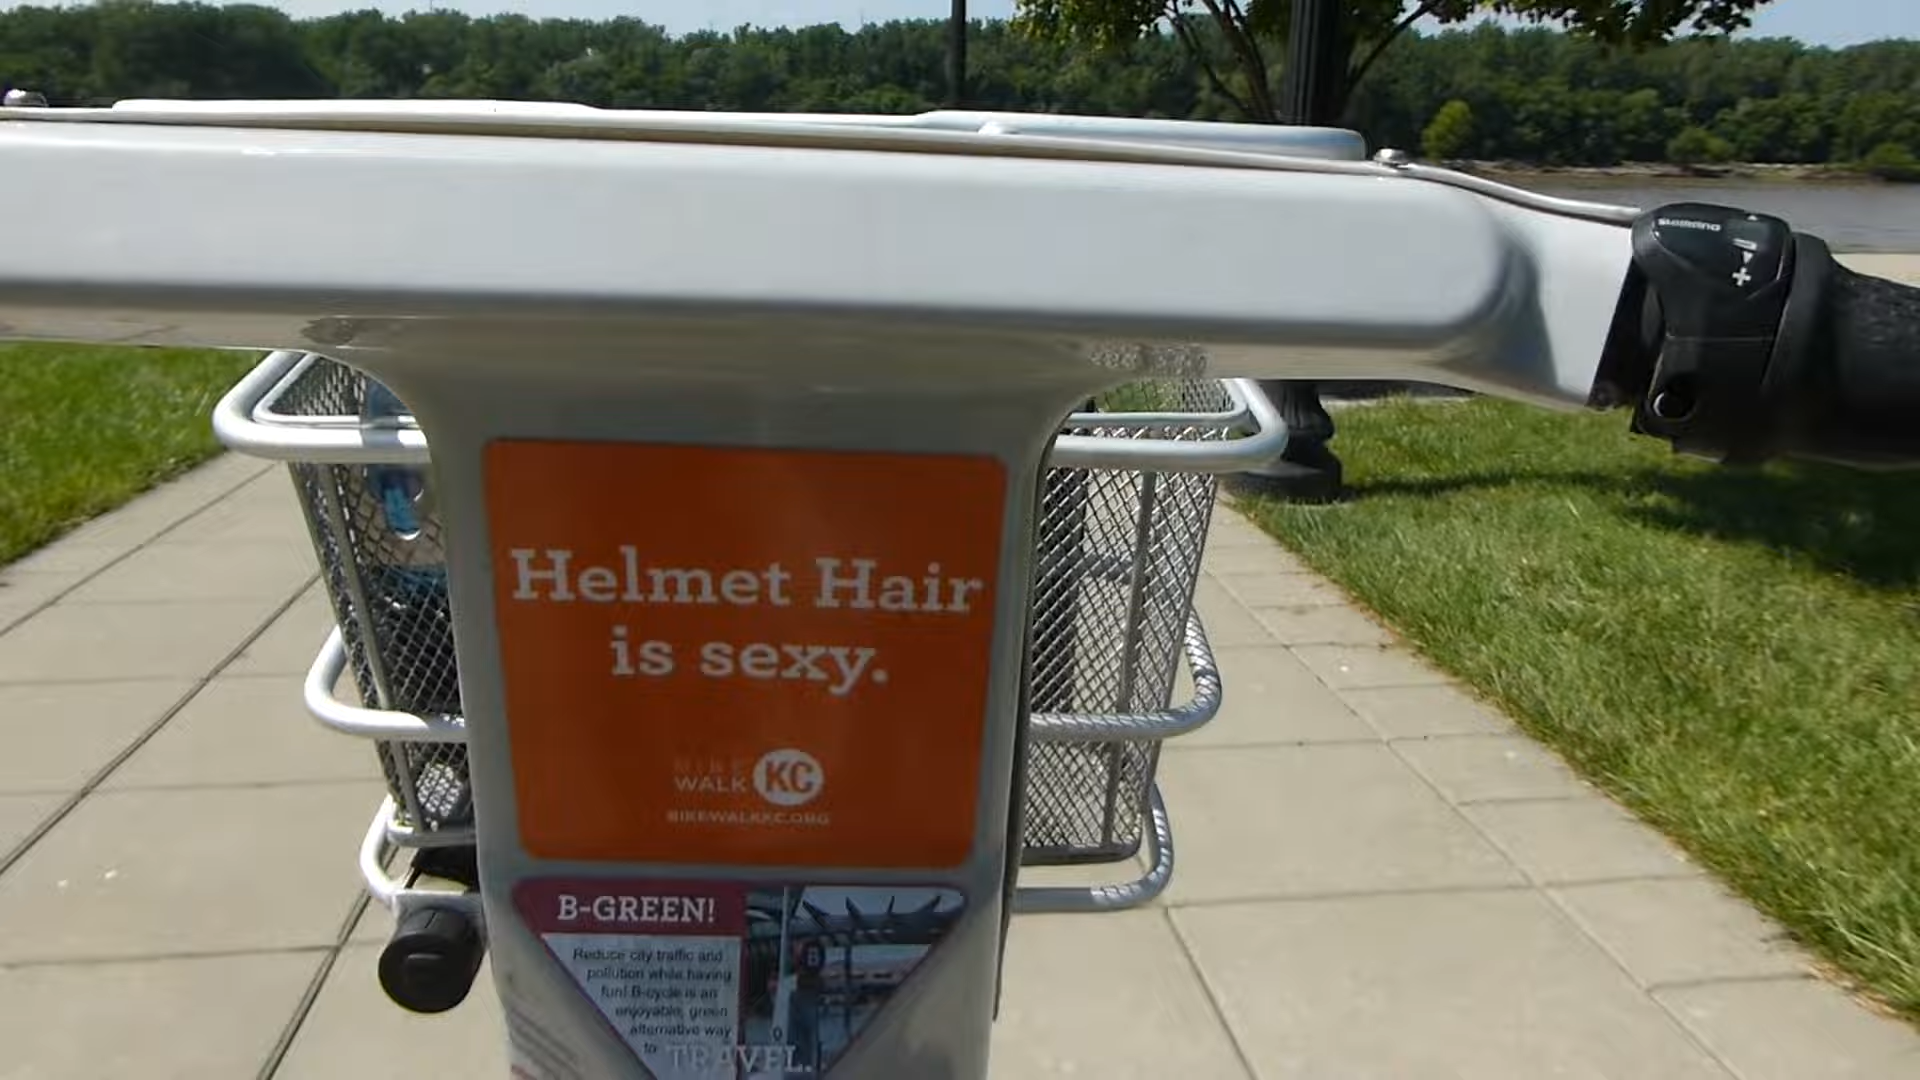 SHIMANO
Helmet Hair
is sexy.
BIKE
WALK KC
BIKEWALKKC.ORG
B-GREEN!
Reduce city traffic and
pollution while having
fun! B-cycle is an
enjoyable, green
alternative way
to TRAVEL.
B